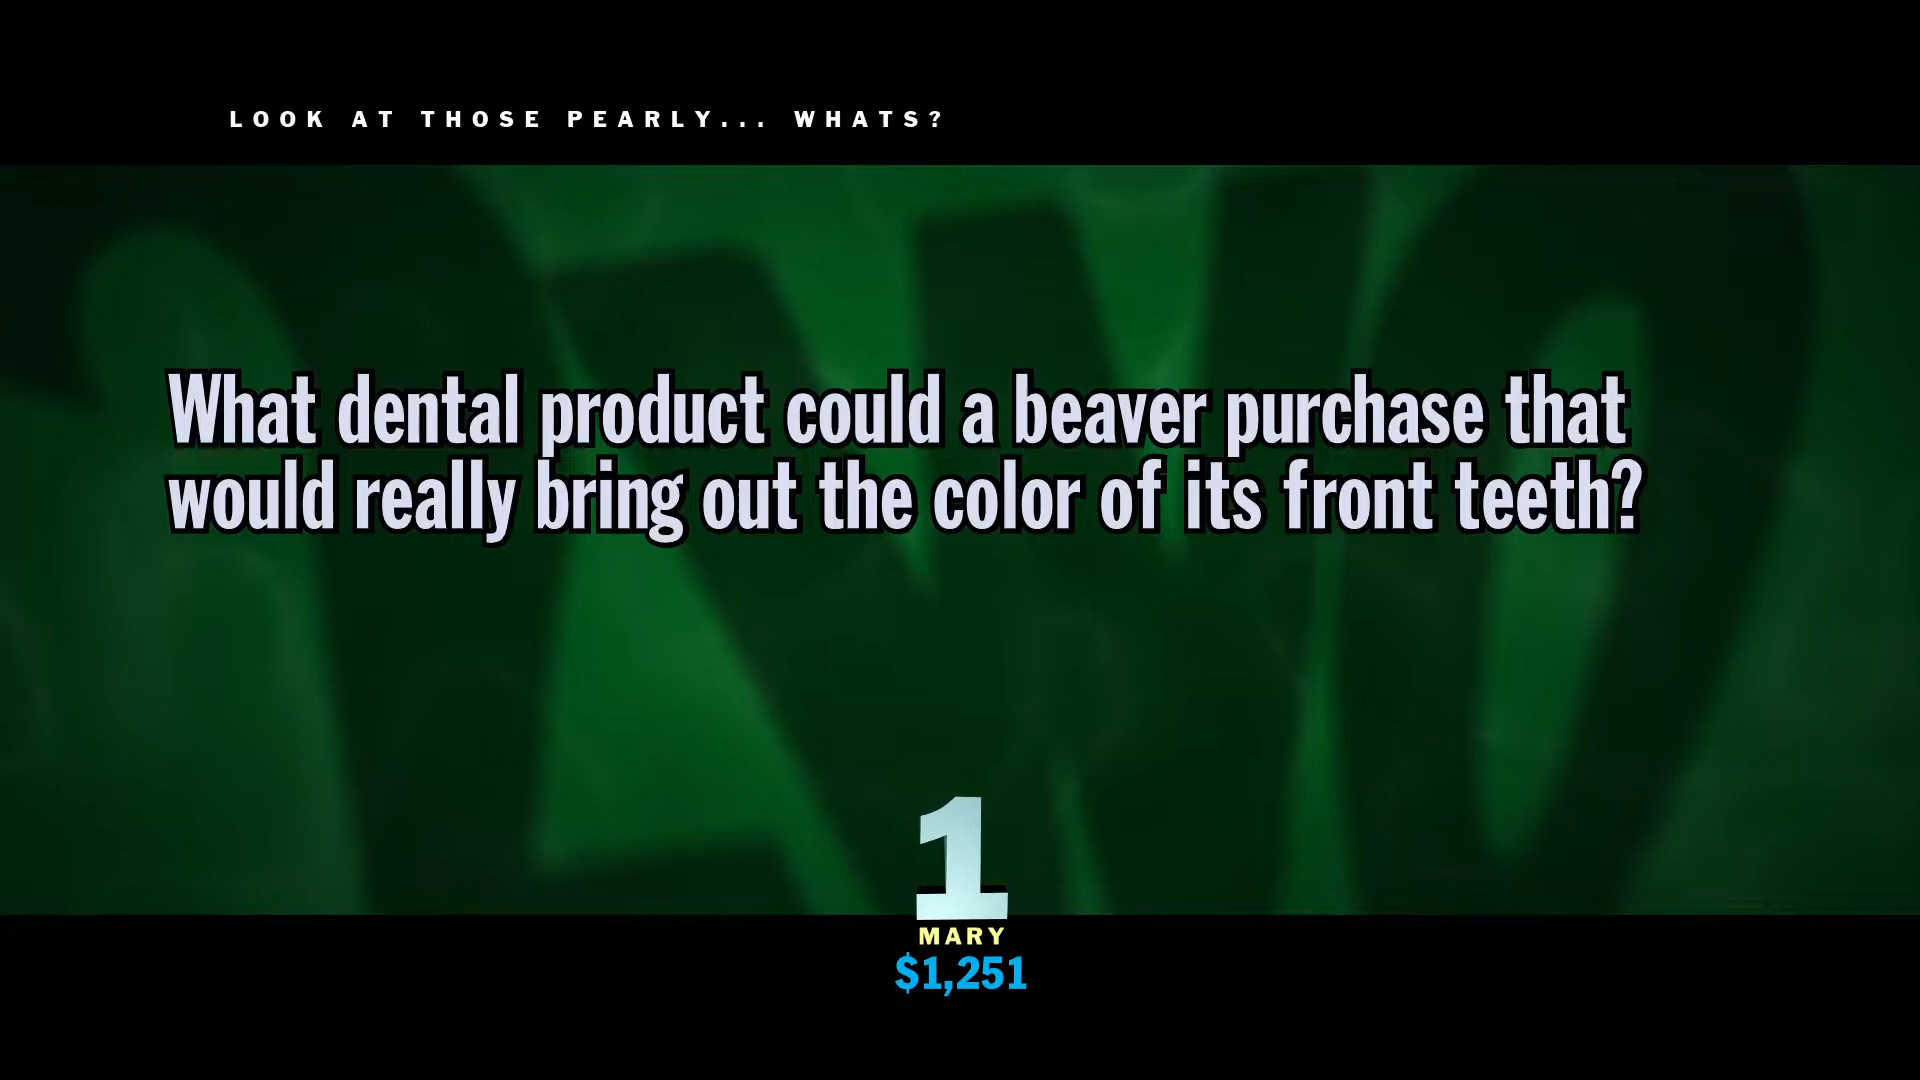 LOOK AT THOSE PEARLY... WHATS?
What dental product could a beaver purchase that
would really bring out the color of its front teeth?
1
MARY
$1,251